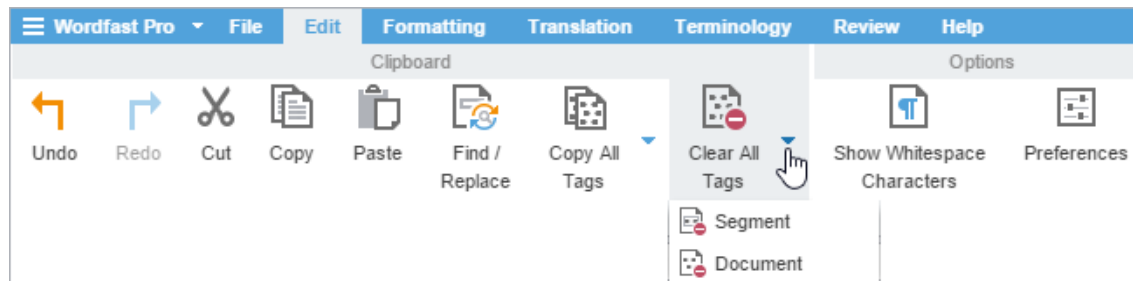 Wordfast Pro File Edit Formatting Translation Terminology Review Help
Clipboard Options
Undo Redo Cut Copy Paste Find / Replace Copy All Tags Clear All Tags Show Whitespace Characters Preferences
Segment
Document